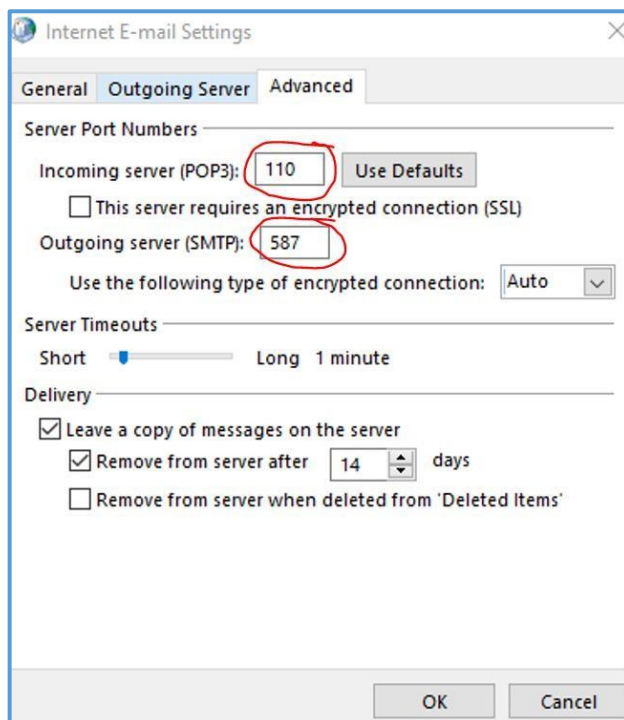 Internet E-mail Settings
General Outgoing Server Advanced
Server Port Numbers
Incoming server (POP3): 110 Use Defaults
This server requires an encrypted connection (SSL)
Outgoing server (SMTP): 587
Use the following type of encrypted connection: Auto
Server Timeouts
Short Long 1 minute
Delivery
Leave a copy of messages on the server
Remove from server after 14 days
Remove from server when deleted from 'Deleted Items'
OK Cancel